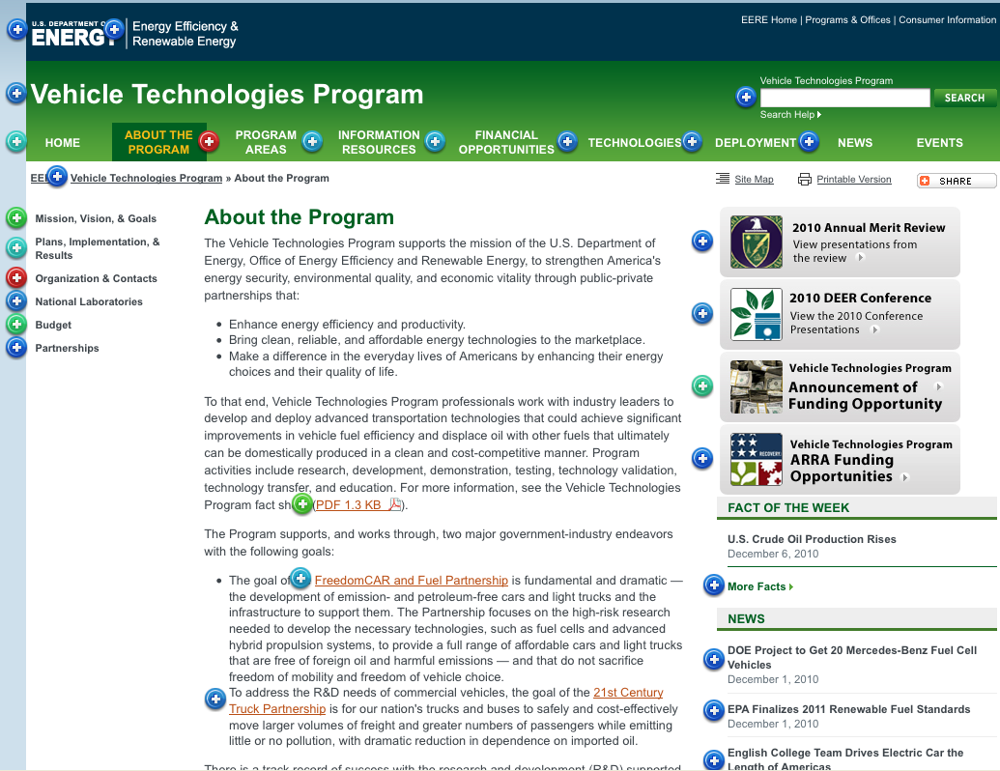 U.S. DEPARTMENT O
ENERGY
Energy Efficiency &
Renewable Energy
EERE Home | Programs & Offices | Consumer Information
Vehicle Technologies Program
Vehicle Technologies Program
SEARCH
Search Help
HOME
ABOUT THE PROGRAM
PROGRAM AREAS
INFORMATION RESOURCES
FINANCIAL OPPORTUNITIES
TECHNOLOGIES
DEPLOYMENT
NEWS
EVENTS
Vehicle Technologies Program » About the Program
Site Map
Printable Version
SHARE
Mission, Vision, & Goals
Plans, Implementation, &
Results
Organization & Contacts
National Laboratories
Budget
Partnerships
About the Program
The Vehicle Technologies Program supports the mission of the U.S. Department of
Energy, Office of Energy Efficiency and Renewable Energy, to strengthen America's
energy security, environmental quality, and economic vitality through public-private
partnerships that:
• Enhance energy efficiency and productivity.
• Bring clean, reliable, and affordable energy technologies to the marketplace.
• Make a difference in the everyday lives of Americans by enhancing their energy
choices and their quality of life.
To that end, Vehicle Technologies Program professionals work with industry leaders to
develop and deploy advanced transportation technologies that could achieve significant
improvements in vehicle fuel efficiency and displace oil with other fuels that ultimately
can be domestically produced in a clean and cost-competitive manner. Program
activities include research, development, demonstration, testing, technology validation,
technology transfer, and education. For more information, see the Vehicle Technologies
Program fact sh (PDF 1.3 KB ).
The Program supports, and works through, two major government-industry endeavors
with the following goals:
• The goal of FreedomCAR and Fuel Partnership is fundamental and dramatic —
the development of emission- and petroleum-free cars and light trucks and the
infrastructure to support them. The Partnership focuses on the high-risk research
needed to develop the necessary technologies, such as fuel cells and advanced
hybrid propulsion systems, to provide a full range of affordable cars and light trucks
that are free of foreign oil and harmful emissions — and that do not sacrifice
freedom of mobility and freedom of vehicle choice.
To address the R&D needs of commercial vehicles, the goal of the 21st Century
Truck Partnership is for our nation's trucks and buses to safely and cost-effectively
move larger volumes of freight and greater numbers of passengers while emitting
little or no pollution, with dramatic reduction in dependence on imported oil.
There is a track record of success with the research and development (R&D) supported
2010 Annual Merit Review
View presentations from
the review
2010 DEER Conference
View the 2010 Conference
Presentations
Vehicle Technologies Program
Announcement of
Funding Opportunity
RECOVERY
Vehicle Technologies Program
ARRA Funding
Opportunities
FACT OF THE WEEK
U.S. Crude Oil Production Rises
December 6, 2010
More Facts
NEWS
DOE Project to Get 20 Mercedes-Benz Fuel Cell
Vehicles
December 1, 2010
EPA Finalizes 2011 Renewable Fuel Standards
December 1, 2010
English College Team Drives Electric Car the
Length of Americas